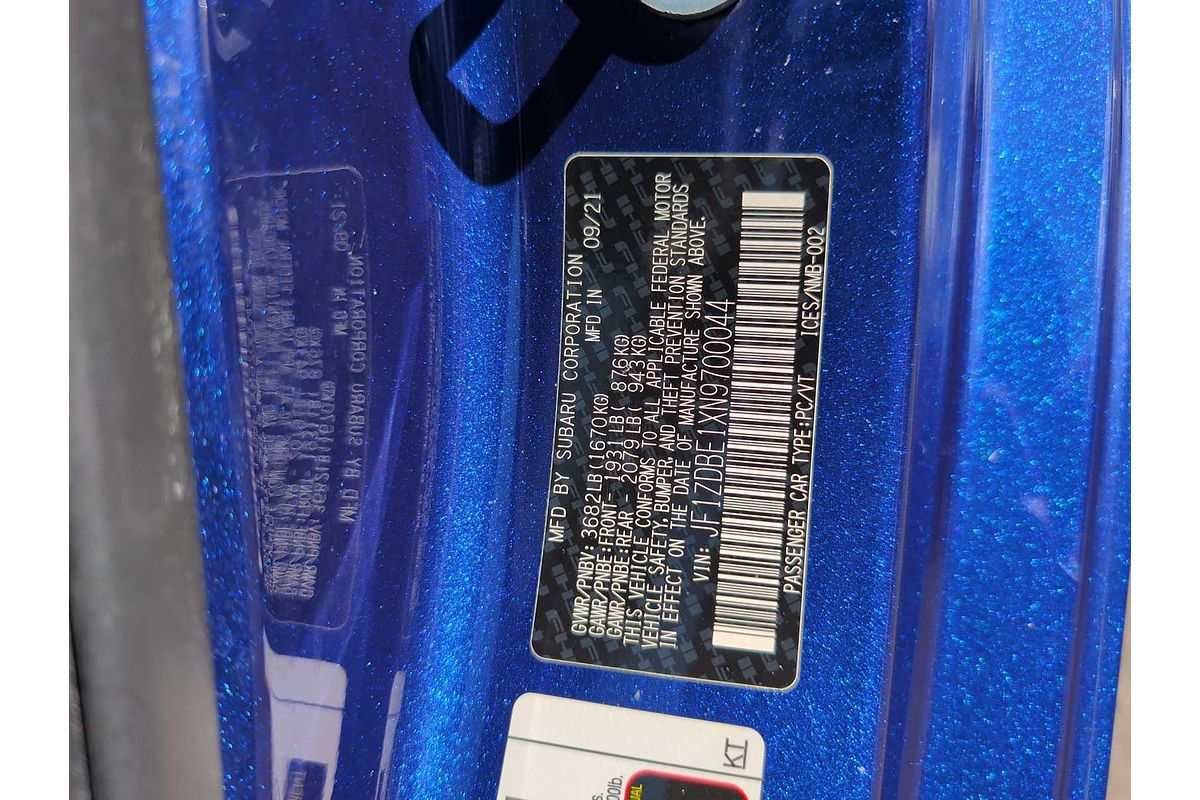 MFD BY SUBARU CORPORATION 09/21
MFD IN
GVWR/PNBV: 3682LB(1670KG)
GAWR/PNBE:FRONT- 1931LB( 876KG)
GAWR/PNBE:REAR - 2079LB( 943KG)
THIS VEHICLE CONFORMS TO ALL APPLICABLE FEDERAL MOTOR
VEHICLE SAFETY, BUMPER, AND THEFT PREVENTION STANDARDS
IN EFFECT ON THE DATE OF MANUFACTURE SHOWN ABOVE.
VIN: JF1ZDBE1XN9700044
PASSENGER CAR TYPE:PC/VT ICES/NMB-002
KT